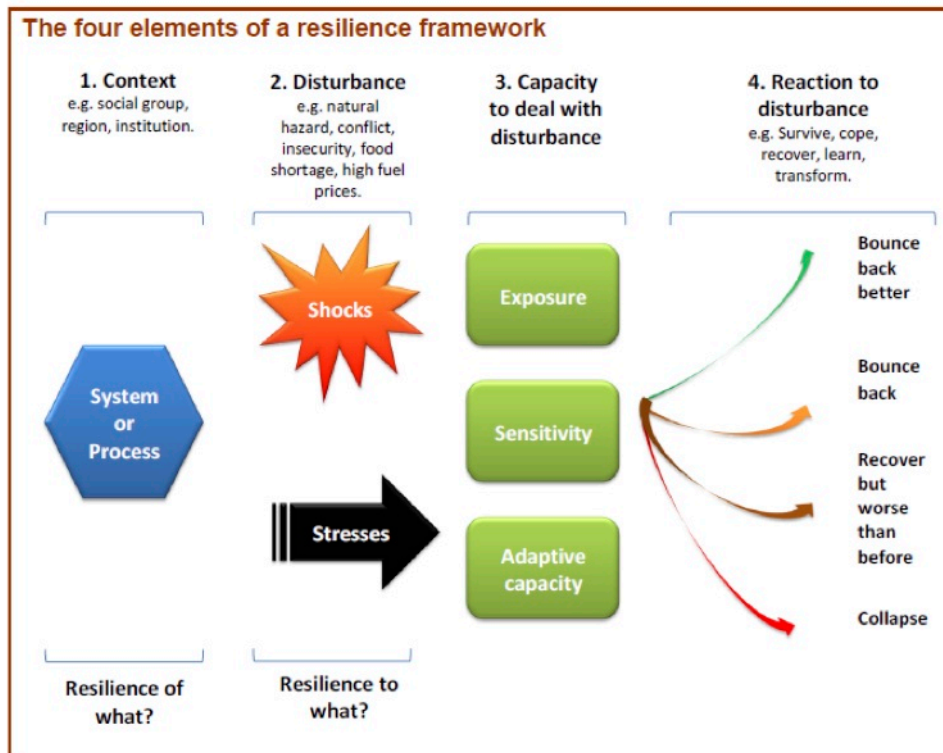 The four elements of a resilience framework
1. Context
e.g. social group,
region, institution.
2. Disturbance
e.g. natural
hazard, conflict,
insecurity, food
shortage, high fuel
prices.
3. Capacity
to deal with
disturbance
4. Reaction to
disturbance
e.g. Survive, cope,
recover, learn,
transform.
System
or
Process
Shocks
Stresses
Exposure
Sensitivity
Adaptive
capacity
Bounce
back
better
Bounce
back
Recover
but
worse
than
before
Collapse
Resilience of
what?
Resilience to
what?